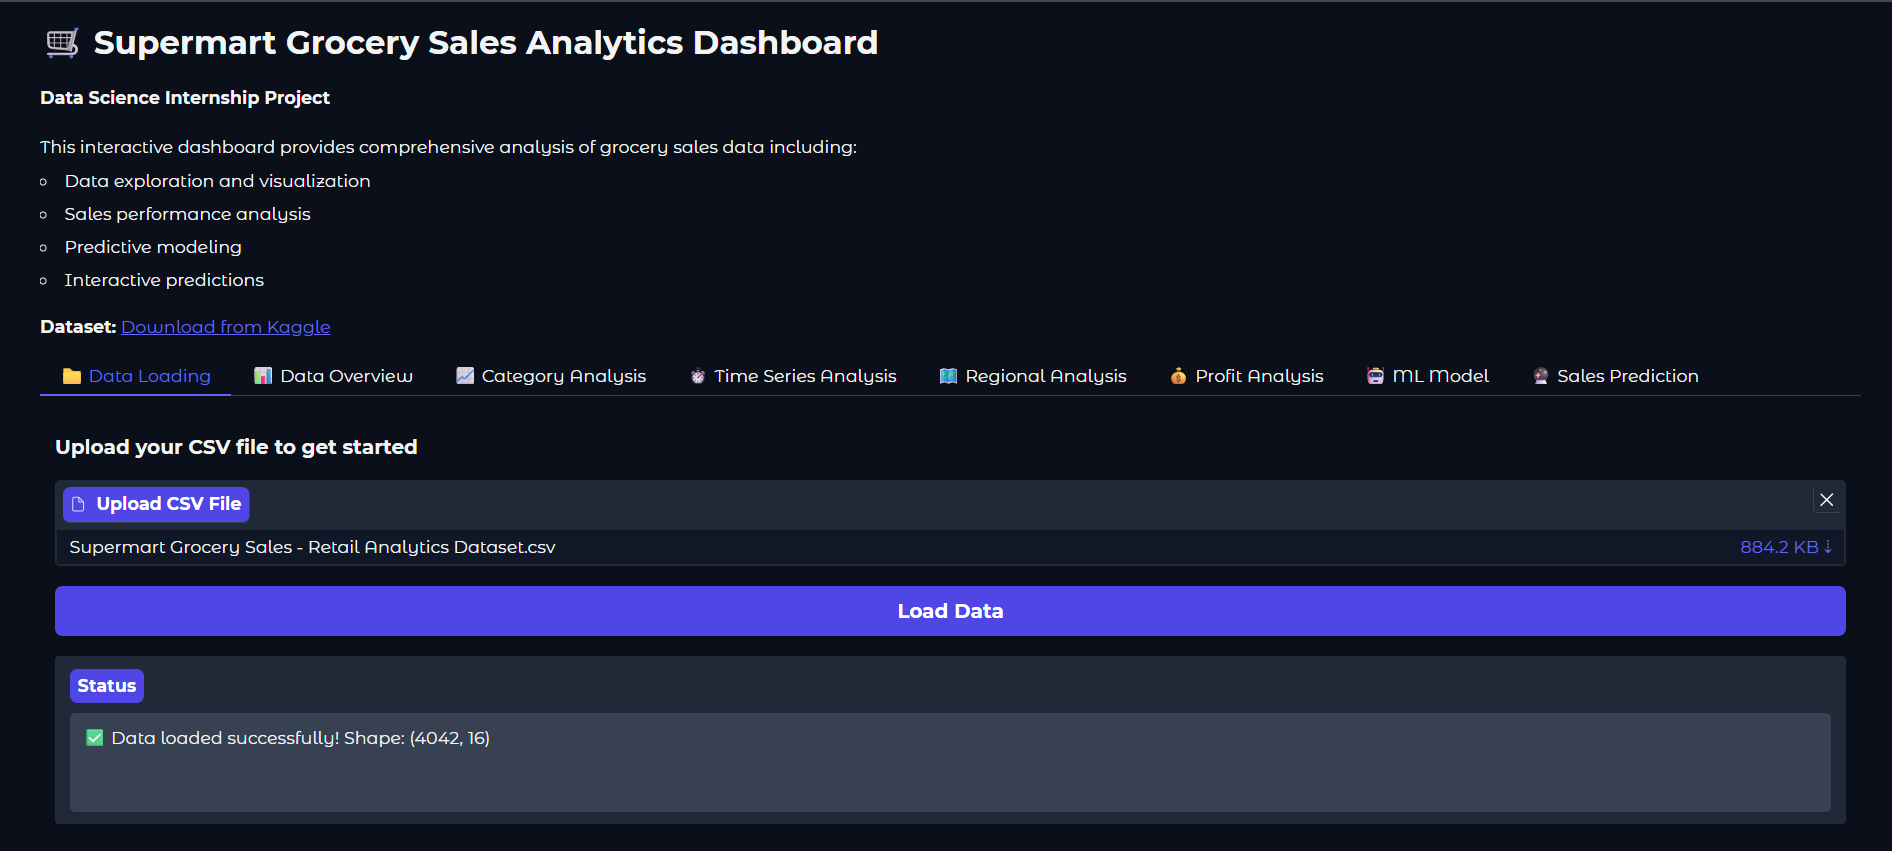 Supermart Grocery Sales Analytics Dashboard
Data Science Internship Project
This interactive dashboard provides comprehensive analysis of grocery sales data including:
Data exploration and visualization
Sales performance analysis
Predictive modeling
Interactive predictions
Dataset: Download from Kaggle
Data Loading Data Overview Category Analysis Time Series Analysis Regional Analysis Profit Analysis ML Model Sales Prediction
Upload your CSV file to get started
Upload CSV File
Supermart Grocery Sales - Retail Analytics Dataset.csv 884.2 KB ⇣
Load Data
Status
✅ Data loaded successfully! Shape: (4042, 16)